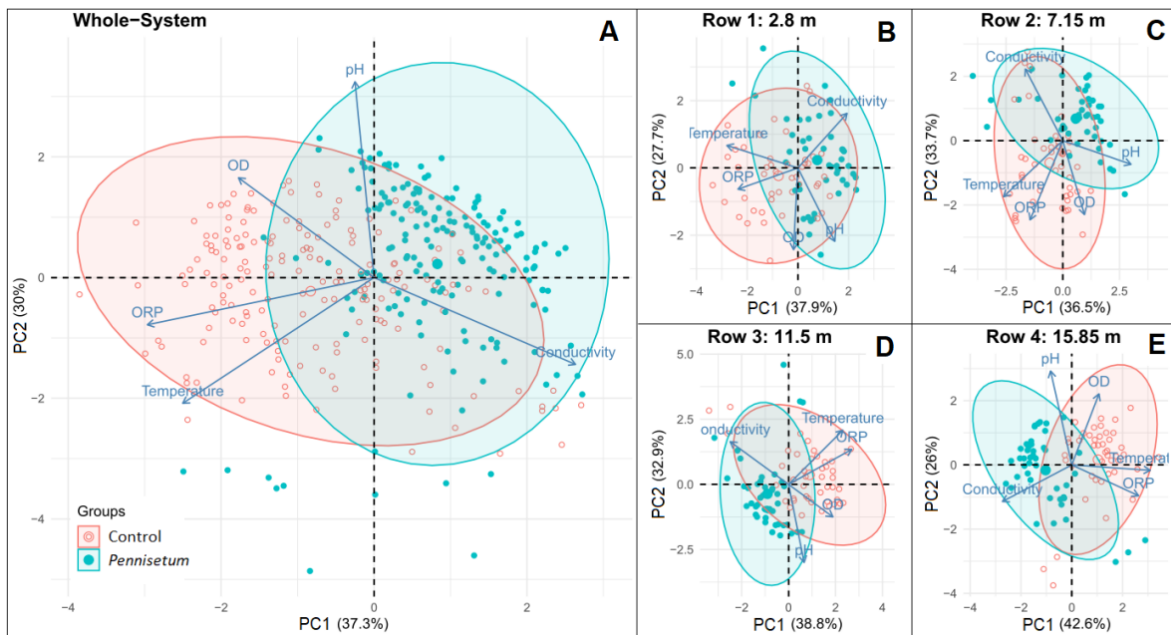 Whole-System
A
pH
OD
ORP
Temperature
Conductivity
2
0
-2
-4
PC2 (30%)
Groups
Control
Pennisetum
-4
-2
0
2
PC1 (37.3%)
Row 1: 2.8 m
B
Conductivity
Temperature
ORP
pH
2
0
-2
PC2 (27.7%)
-4
-2
0
2
4
PC1 (37.9%)
Row 2: 7.15 m
C
Conductivity
pH
Temperature
ORP
OD
2
0
-2
-4
PC2 (33.7%)
-2.5
0.0
2.5
PC1 (36.5%)
Row 3: 11.5 m
D
Temperature
onductivity
ORP
OD
pH
5.0
2.5
0.0
-2.5
PC2 (32.9%)
-2
0
2
4
PC1 (38.8%)
Row 4: 15.85 m
E
pH
OD
Temperat
ORP
Conductivity
2
0
-2
-4
PC2 (26%)
-2
0
2
PC1 (42.6%)